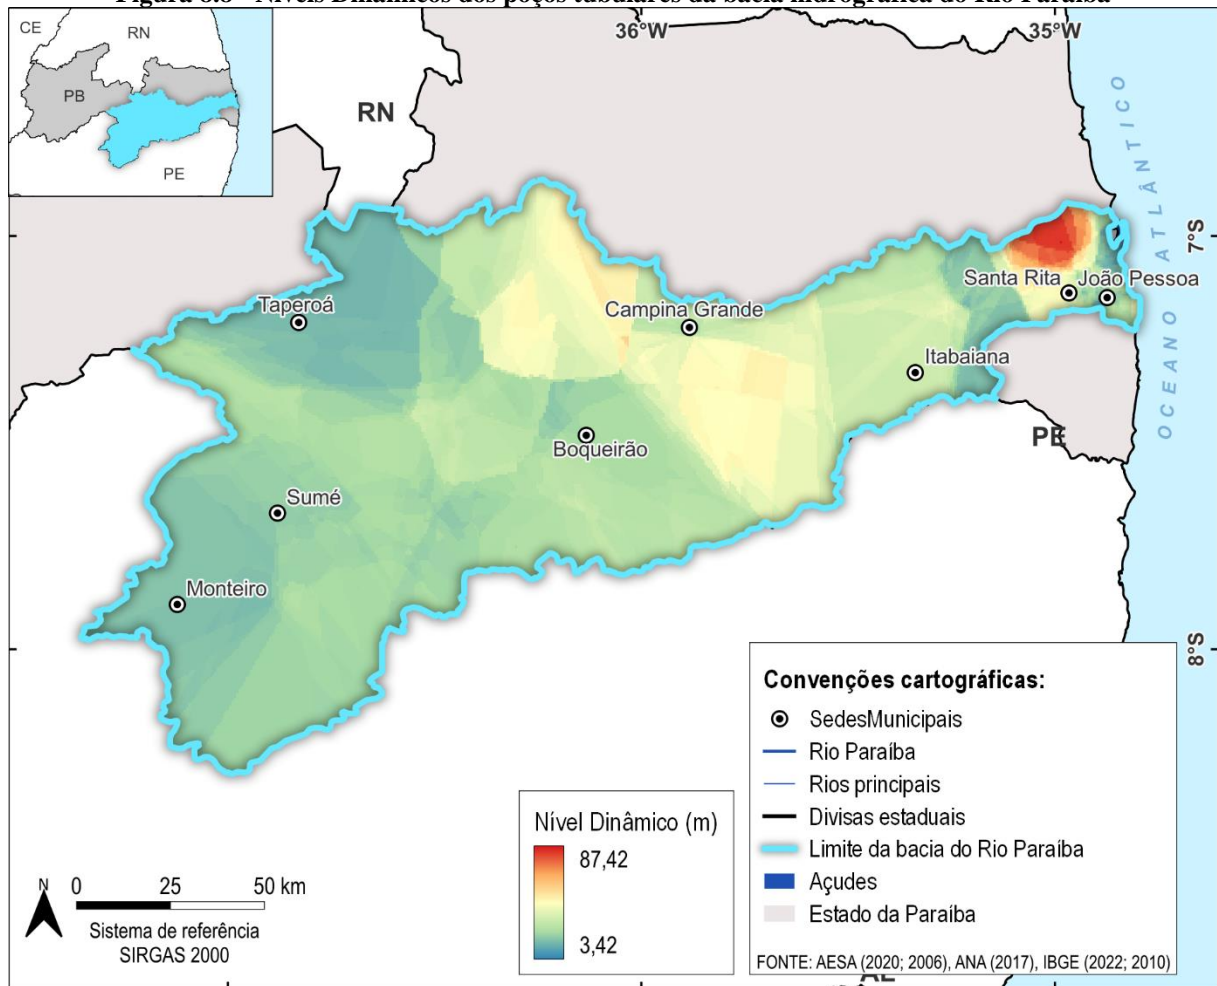 Figura 6.8 - Níveis Dinâmicos dos poços tubulares da bacia hidrográfica do Rio Paraíba
36°W
35°W
CE
RN
PB
PE
RN
OCEANO ATLÂNTICO
7°S
Santa Rita
João Pessoa
Taperoá
Campina Grande
Itabaiana
PE
Boqueirão
Sumé
Monteiro
8°S
Convenções cartográficas:
SedesMunicipais
Rio Paraíba
Rios principais
Divisas estaduais
Limite da bacia do Rio Paraíba
Açudes
Estado da Paraíba
FONTE: AESA (2020; 2006), ANA (2017), IBGE (2022; 2010)
Nível Dinâmico (m)
87,42
3,42
N
0 25 50 km
Sistema de referência
SIRGAS 2000
AL